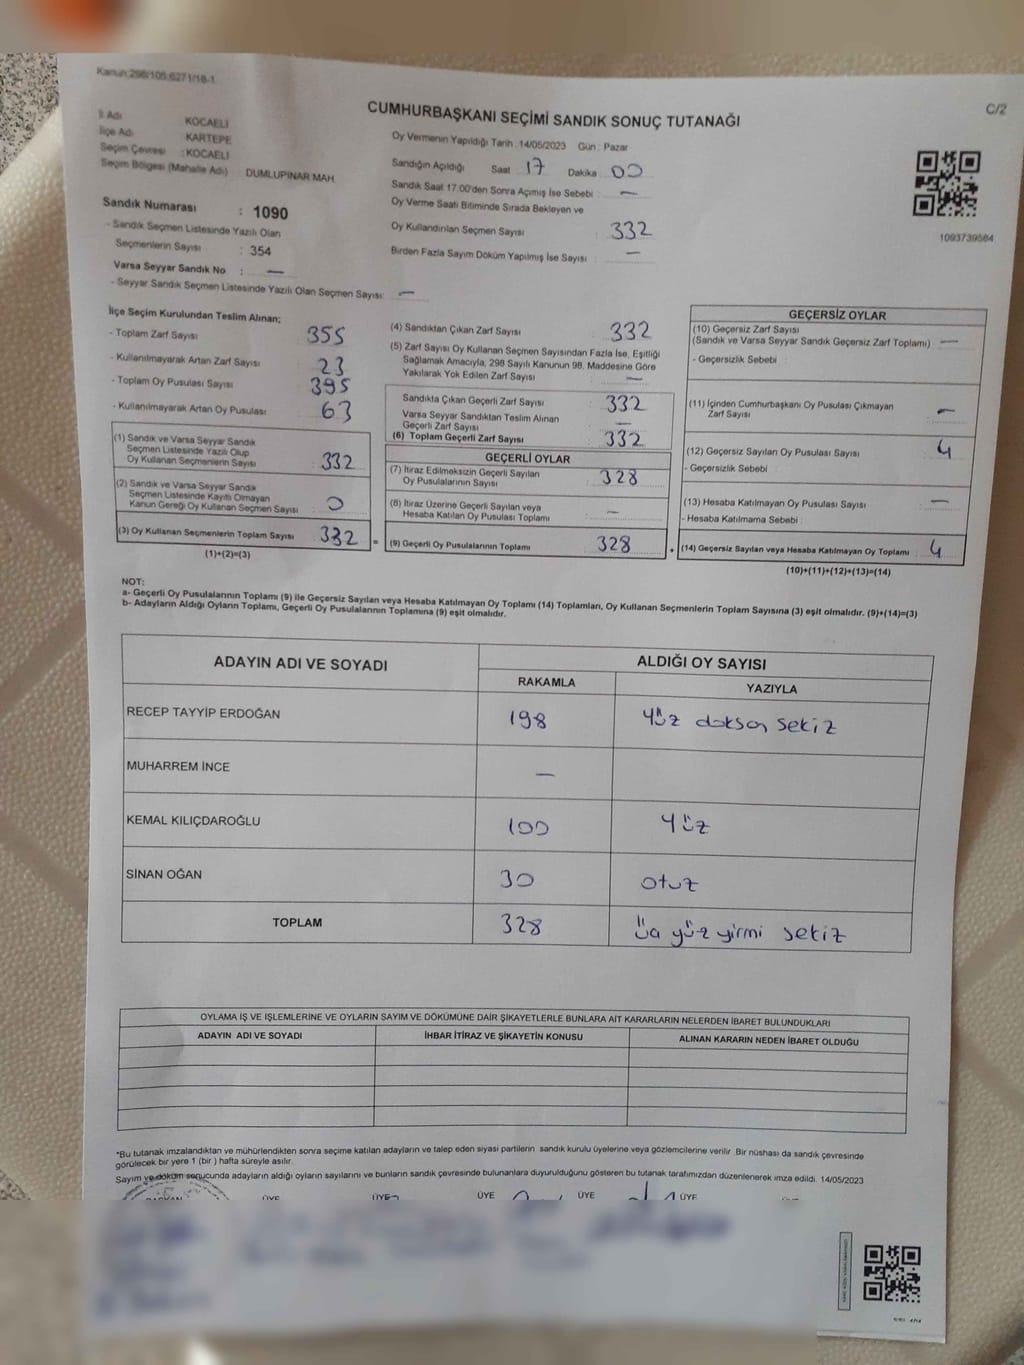 Kanun:298/105;6271/18-1
C/2
CUMHURBAŞKANI SEÇİMİ SANDIK SONUÇ TUTANAĞI
İl Adı KOCAELİ
İlçe Adı KARTEPE
Seçim Çevresi : KOCAELİ
Seçim Bölgesi (Mahalle Adı) DUMLUPINAR MAH.
Sandık Numarası : 1090
- Sandık Seçmen Listesinde Yazılı Olan
Seçmenlerin Sayısı : 354
Varsa Seyyar Sandık No : —
- Seyyar Sandık Seçmen Listesinde Yazılı Olan Seçmen Sayısı: —
Oy Vermenin Yapıldığı Tarih : 14/05/2023 Gün : Pazar
Sandığın Açıldığı Saat 17 Dakika 00
Sandık Saat 17:00'den Sonra Açılmış İse Sebebi : —
Oy Verme Saati Bitiminde Sırada Bekleyen ve
Oy Kullandırılan Seçmen Sayısı : 332
Birden Fazla Sayım Döküm Yapılmış İse Sayısı : —
1093739564
İlçe Seçim Kurulundan Teslim Alınan;
- Toplam Zarf Sayısı 355
- Kullanılmayarak Artan Zarf Sayısı 23
- Toplam Oy Pusulası Sayısı 395
- Kullanılmayarak Artan Oy Pusulası 63
(1) Sandık ve Varsa Seyyar Sandık
Seçmen Listesinde Yazılı Olup
Oy Kullanan Seçmenlerin Sayısı 332
(2) Sandık ve Varsa Seyyar Sandık
Seçmen Listesinde Kayıtlı Olmayan
Kanun Gereği Oy Kullanan Seçmen Sayısı 0
(3) Oy Kullanan Seçmenlerin Toplam Sayısı 332 =
(1)+(2)=(3)
(4) Sandıktan Çıkan Zarf Sayısı 332
(5) Zarf Sayısı Oy Kullanan Seçmen Sayısından Fazla İse, Eşitliği
Sağlamak Amacıyla, 298 Sayılı Kanunun 98. Maddesine Göre
Yakılarak Yok Edilen Zarf Sayısı —
Sandıkta Çıkan Geçerli Zarf Sayısı 332
Varsa Seyyar Sandıktan Teslim Alınan
Geçerli Zarf Sayısı —
(6) Toplam Geçerli Zarf Sayısı 332
GEÇERLİ OYLAR
(7) İtiraz Edilmeksizin Geçerli Sayılan
Oy Pusulalarının Sayısı 328
(8) İtiraz Üzerine Geçerli Sayılan veya
Hesaba Katılan Oy Pusulası Toplamı —
(9) Geçerli Oy Pusulalarının Toplamı 328 +
GEÇERSİZ OYLAR
(10) Geçersiz Zarf Sayısı
(Sandık ve Varsa Seyyar Sandık Geçersiz Zarf Toplamı) —
- Geçersizlik Sebebi :
(11) İçinden Cumhurbaşkanı Oy Pusulası Çıkmayan
Zarf Sayısı —
(12) Geçersiz Sayılan Oy Pusulası Sayısı 4
- Geçersizlik Sebebi :
(13) Hesaba Katılmayan Oy Pusulası Sayısı —
- Hesaba Katılmama Sebebi :
(14) Geçersiz Sayılan veya Hesaba Katılmayan Oy Toplamı 4
(10)+(11)+(12)+(13)=(14)
NOT:
a- Geçerli Oy Pusulalarının Toplamı (9) ile Geçersiz Sayılan veya Hesaba Katılmayan Oy Toplamı (14) Toplamları, Oy Kullanan Seçmenlerin Toplam Sayısına (3) eşit olmalıdır. (9)+(14)=(3)
b- Adayların Aldığı Oyların Toplamı, Geçerli Oy Pusulalarının Toplamına (9) eşit olmalıdır.
ADAYIN ADI VE SOYADI ALDIĞI OY SAYISI
RAKAMLA YAZIYLA
RECEP TAYYİP ERDOĞAN 198 yüz doksan sekiz
MUHARREM İNCE —
KEMAL KILIÇDAROĞLU 100 yüz
SİNAN OĞAN 30 otuz
TOPLAM 328 üç yüz yirmi sekiz
OYLAMA İŞ VE İŞLEMLERİNE VE OYLARIN SAYIM VE DÖKÜMÜNE DAİR ŞİKAYETLERLE BUNLARA AİT KARARLARIN NELERDEN İBARET BULUNDUKLARI
ADAYIN ADI VE SOYADI İHBAR İTİRAZ VE ŞİKAYETİN KONUSU ALINAN KARARIN NEDEN İBARET OLDUĞU
*Bu tutanak imzalandıktan ve mühürlendikten sonra seçime katılan adayların ve talep eden siyasi partilerin sandık kurulu üyelerine veya gözlemcilerine verilir. Bir nüshası da sandık çevresinde
görülecek bir yere 1 (bir) hafta süreyle asılır.
Sayım ve döküm sonucunda adayların aldığı oyların sayılarını ve bunların sandık çevresinde bulunanlara duyurulduğunu gösteren bu tutanak tarafımızdan düzenlenerek imza edildi. 14/05/2023
BAŞKAN ÜYE ÜYE ÜYE ÜYE ÜYE ÜYE